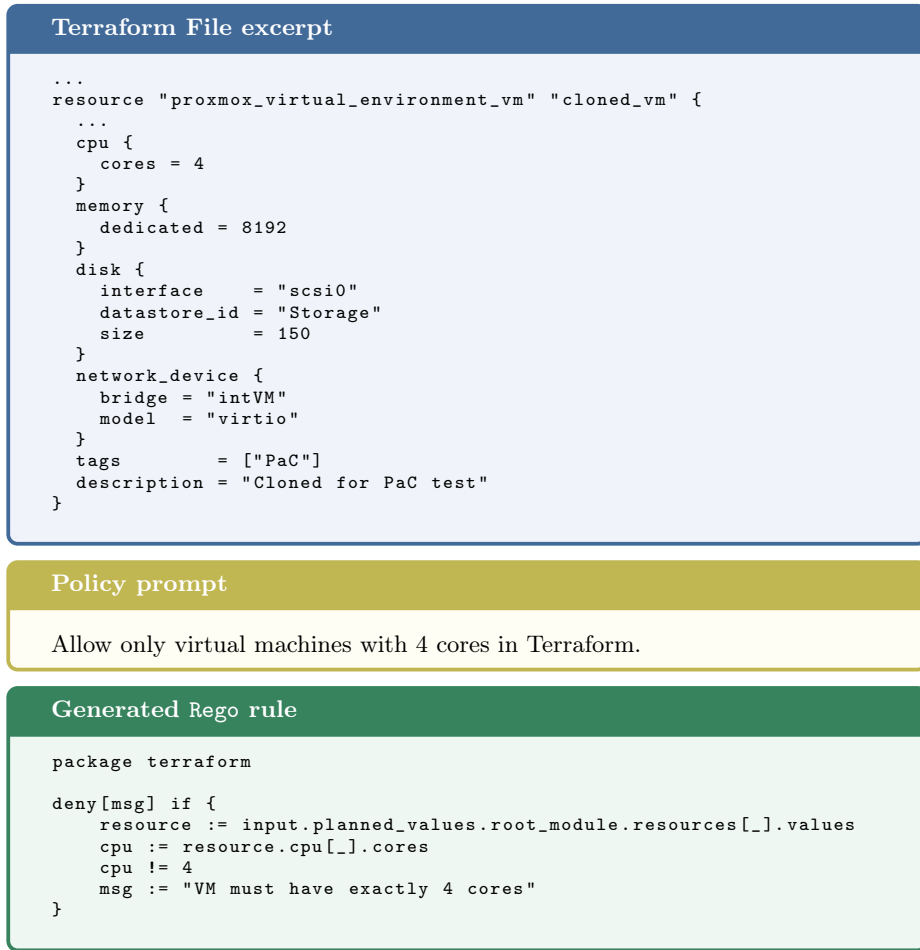 Terraform File excerpt
...
resource "proxmox_virtual_environment_vm" "cloned_vm" {
  ...
  cpu {
    cores = 4
  }
  memory {
    dedicated = 8192
  }
  disk {
    interface    = "scsi0"
    datastore_id = "Storage"
    size         = 150
  }
  network_device {
    bridge = "intVM"
    model  = "virtio"
  }
  tags        = ["PaC"]
  description = "Cloned for PaC test"
}
Policy prompt
Allow only virtual machines with 4 cores in Terraform.
Generated Rego rule
package terraform

deny[msg] if {
    resource := input.planned_values.root_module.resources[_].values
    cpu := resource.cpu[_].cores
    cpu != 4
    msg := "VM must have exactly 4 cores"
}